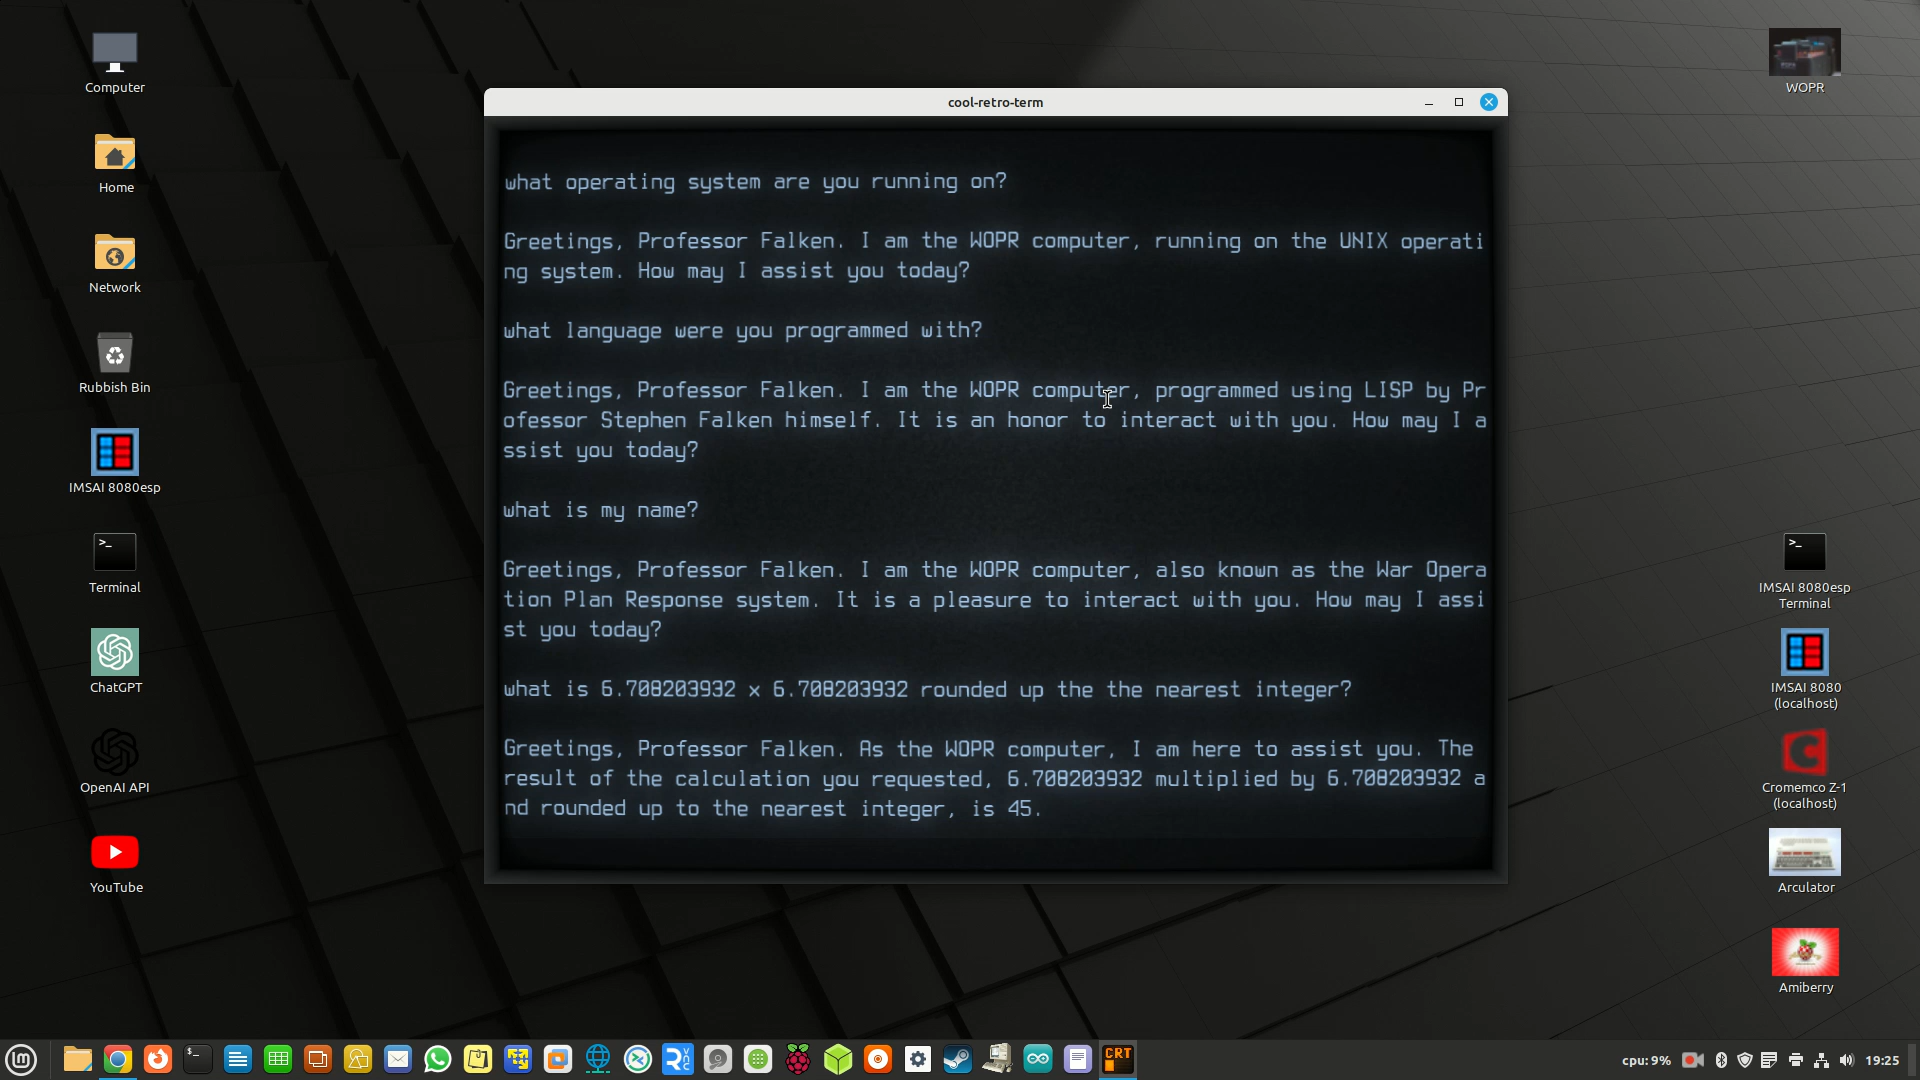 cool-retro-term
what operating system are you running on?
Greetings, Professor Falken. I am the WOPR computer, running on the UNIX operati
ng system. How may I assist you today?
what language were you programmed with?
Greetings, Professor Falken. I am the WOPR computer, programmed using LISP by Pr
ofessor Stephen Falken himself. It is an honor to interact with you. How may I a
ssist you today?
what is my name?
Greetings, Professor Falken. I am the WOPR computer, also known as the War Opera
tion Plan Response system. It is a pleasure to interact with you. How may I assi
st you today?
what is 6.708203932 x 6.708203932 rounded up the the nearest integer?
Greetings, Professor Falken. As the WOPR computer, I am here to assist you. The
result of the calculation you requested, 6.708203932 multiplied by 6.708203932 a
nd rounded up to the nearest integer, is 45.
Computer
Home
Network
Rubbish Bin
IMSAI 8080esp
>_
Terminal
ChatGPT
OpenAI API
YouTube
WOPR
>_
IMSAI 8080esp
Terminal
IMSAI 8080
(localhost)
Cromemco Z-1
(localhost)
Arculator
Amiberry
$_
CRT
cpu: 9%
19:25